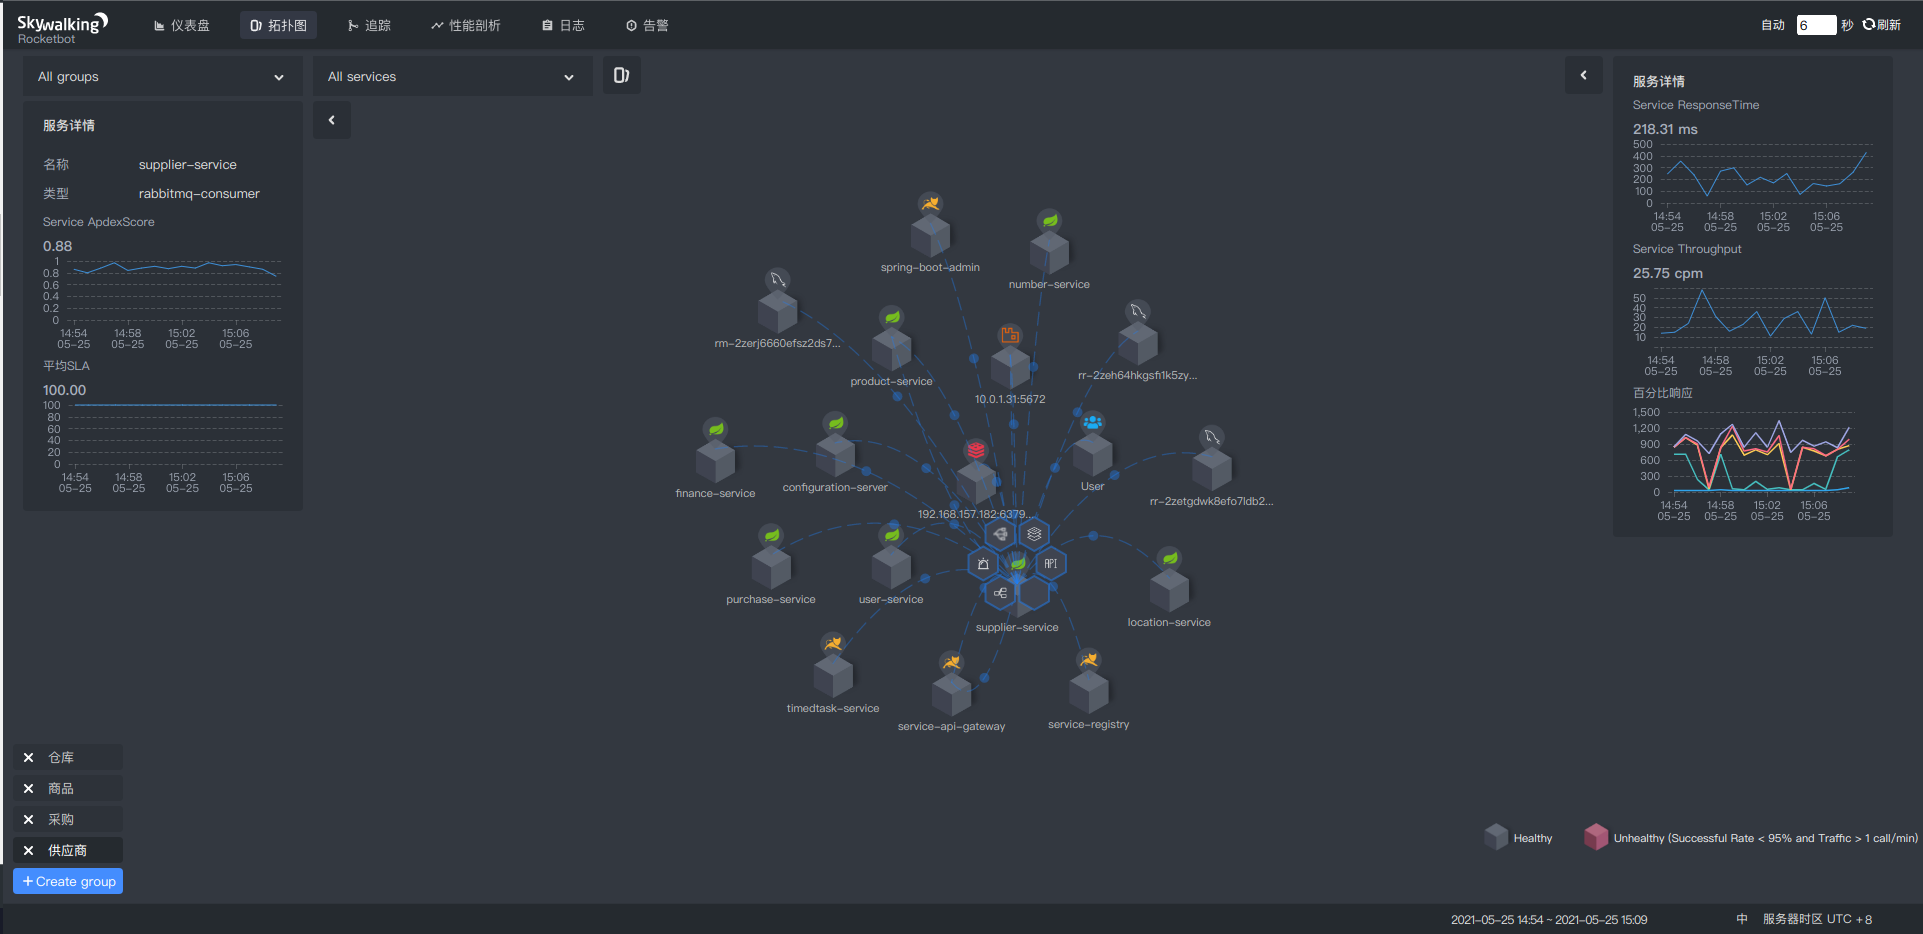 Skywalking
Rocketbot
仪表盘
拓扑图
追踪
性能剖析
日志
告警
自动 6 秒 刷新
All groups
All services
服务详情
名称 supplier-service
类型 rabbitmq-consumer
Service ApdexScore
0.88
1
0.8
0.6
0.4
0.2
0
14:54 14:58 15:02 15:06
05-25 05-25 05-25 05-25
平均SLA
100.00
100
80
60
40
20
0
14:54 14:58 15:02 15:06
05-25 05-25 05-25 05-25
spring-boot-admin
number-service
rm-2zerj6660efsz2ds7...
product-service
10.0.1.31:5672
rr-2zeh64hkgsfi1k5zy...
finance-service
configuration-server
192.168.157.182:6379...
User
rr-2zetgdwk8efo7ldb2...
API
purchase-service
user-service
supplier-service
location-service
timedtask-service
service-api-gateway
service-registry
服务详情
Service ResponseTime
218.31 ms
500
400
300
200
100
0
14:54 14:58 15:02 15:06
05-25 05-25 05-25 05-25
Service Throughput
25.75 cpm
50
40
30
20
10
14:54 14:58 15:02 15:06
05-25 05-25 05-25 05-25
百分比响应
1,500
1,200
900
600
300
0
14:54 14:58 15:02 15:06
05-25 05-25 05-25 05-25
仓库
商品
采购
供应商
+ Create group
Healthy
Unhealthy (Successful Rate < 95% and Traffic > 1 call/min)
2021-05-25 14:54 ~ 2021-05-25 15:09
中 服务器时区 UTC + 8